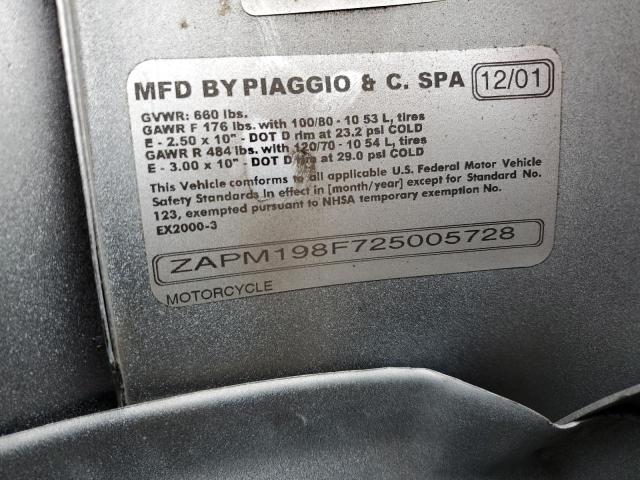 MFD BY PIAGGIO & C. SPA 12/01
GVWR: 660 lbs.
GAWR F 176 lbs. with 100/80 - 10 53 L, tires
E - 2.50 x 10" - DOT D rim at 23.2 psi COLD
GAWR R 484 lbs. with 120/70 - 10 54 L, tires
E - 3.00 x 10" - DOT D rim at 29.0 psi COLD
This Vehicle conforms to all applicable U.S. Federal Motor Vehicle
Safety Standards In effect in [month/year] except for Standard No.
123, exempted pursuant to NHSA temporary exemption No.
EX2000-3
ZAPM198F725005728
MOTORCYCLE